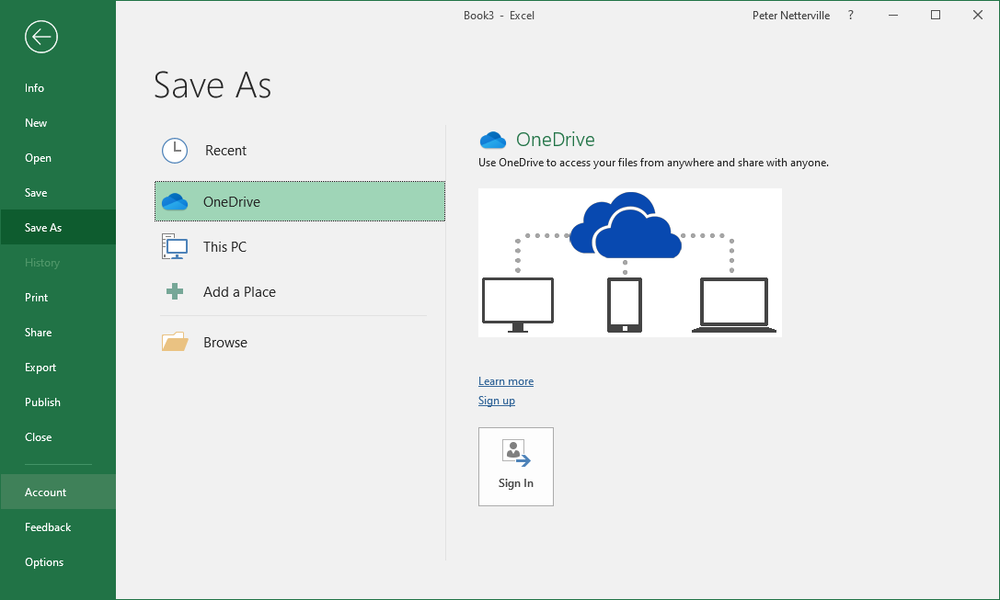 Book3 - Excel
Peter Netterville
?
Info
New
Open
Save
Save As
History
Print
Share
Export
Publish
Close
Account
Feedback
Options
Save As
Recent
OneDrive
This PC
Add a Place
Browse
OneDrive
Use OneDrive to access your files from anywhere and share with anyone.
Learn more
Sign up
Sign In